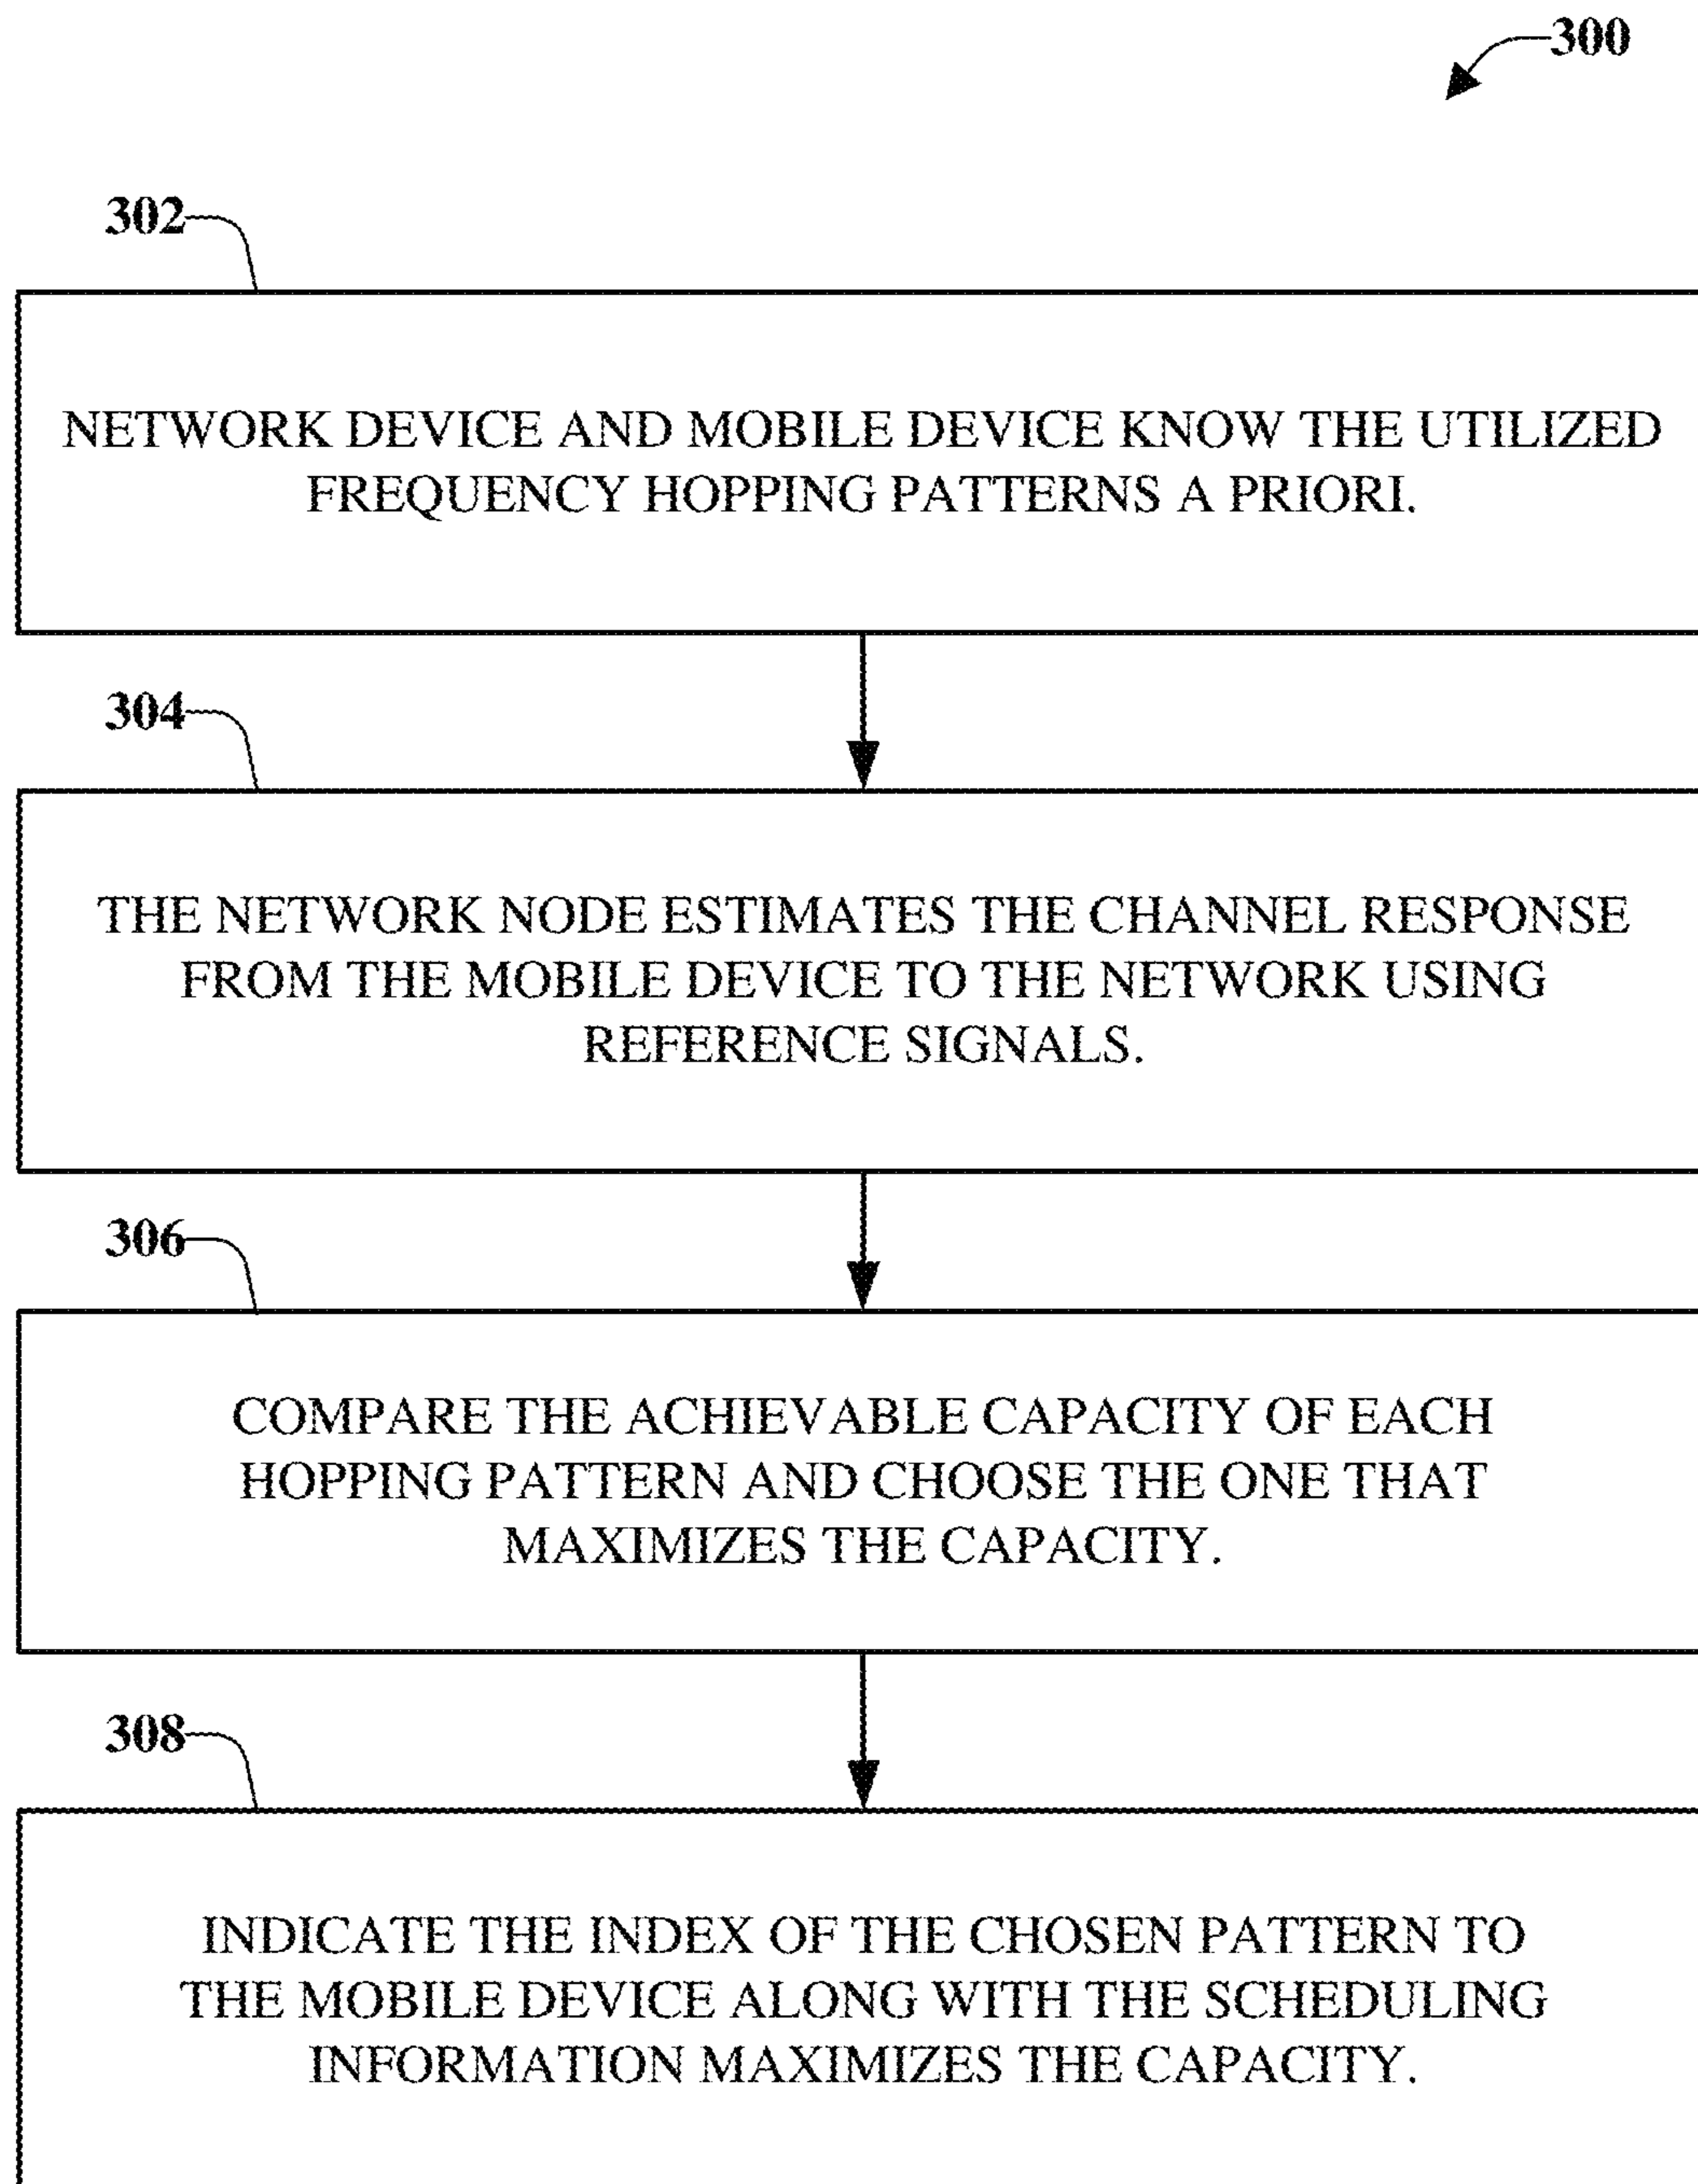 300
302
NETWORK DEVICE AND MOBILE DEVICE KNOW THE UTILIZED
FREQUENCY HOPPING PATTERNS A PRIORI.
304
THE NETWORK NODE ESTIMATES THE CHANNEL RESPONSE
FROM THE MOBILE DEVICE TO THE NETWORK USING
REFERENCE SIGNALS.
306
COMPARE THE ACHIEVABLE CAPACITY OF EACH
HOPPING PATTERN AND CHOOSE THE ONE THAT
MAXIMIZES THE CAPACITY.
308
INDICATE THE INDEX OF THE CHOSEN PATTERN TO
THE MOBILE DEVICE ALONG WITH THE SCHEDULING
INFORMATION MAXIMIZES THE CAPACITY.